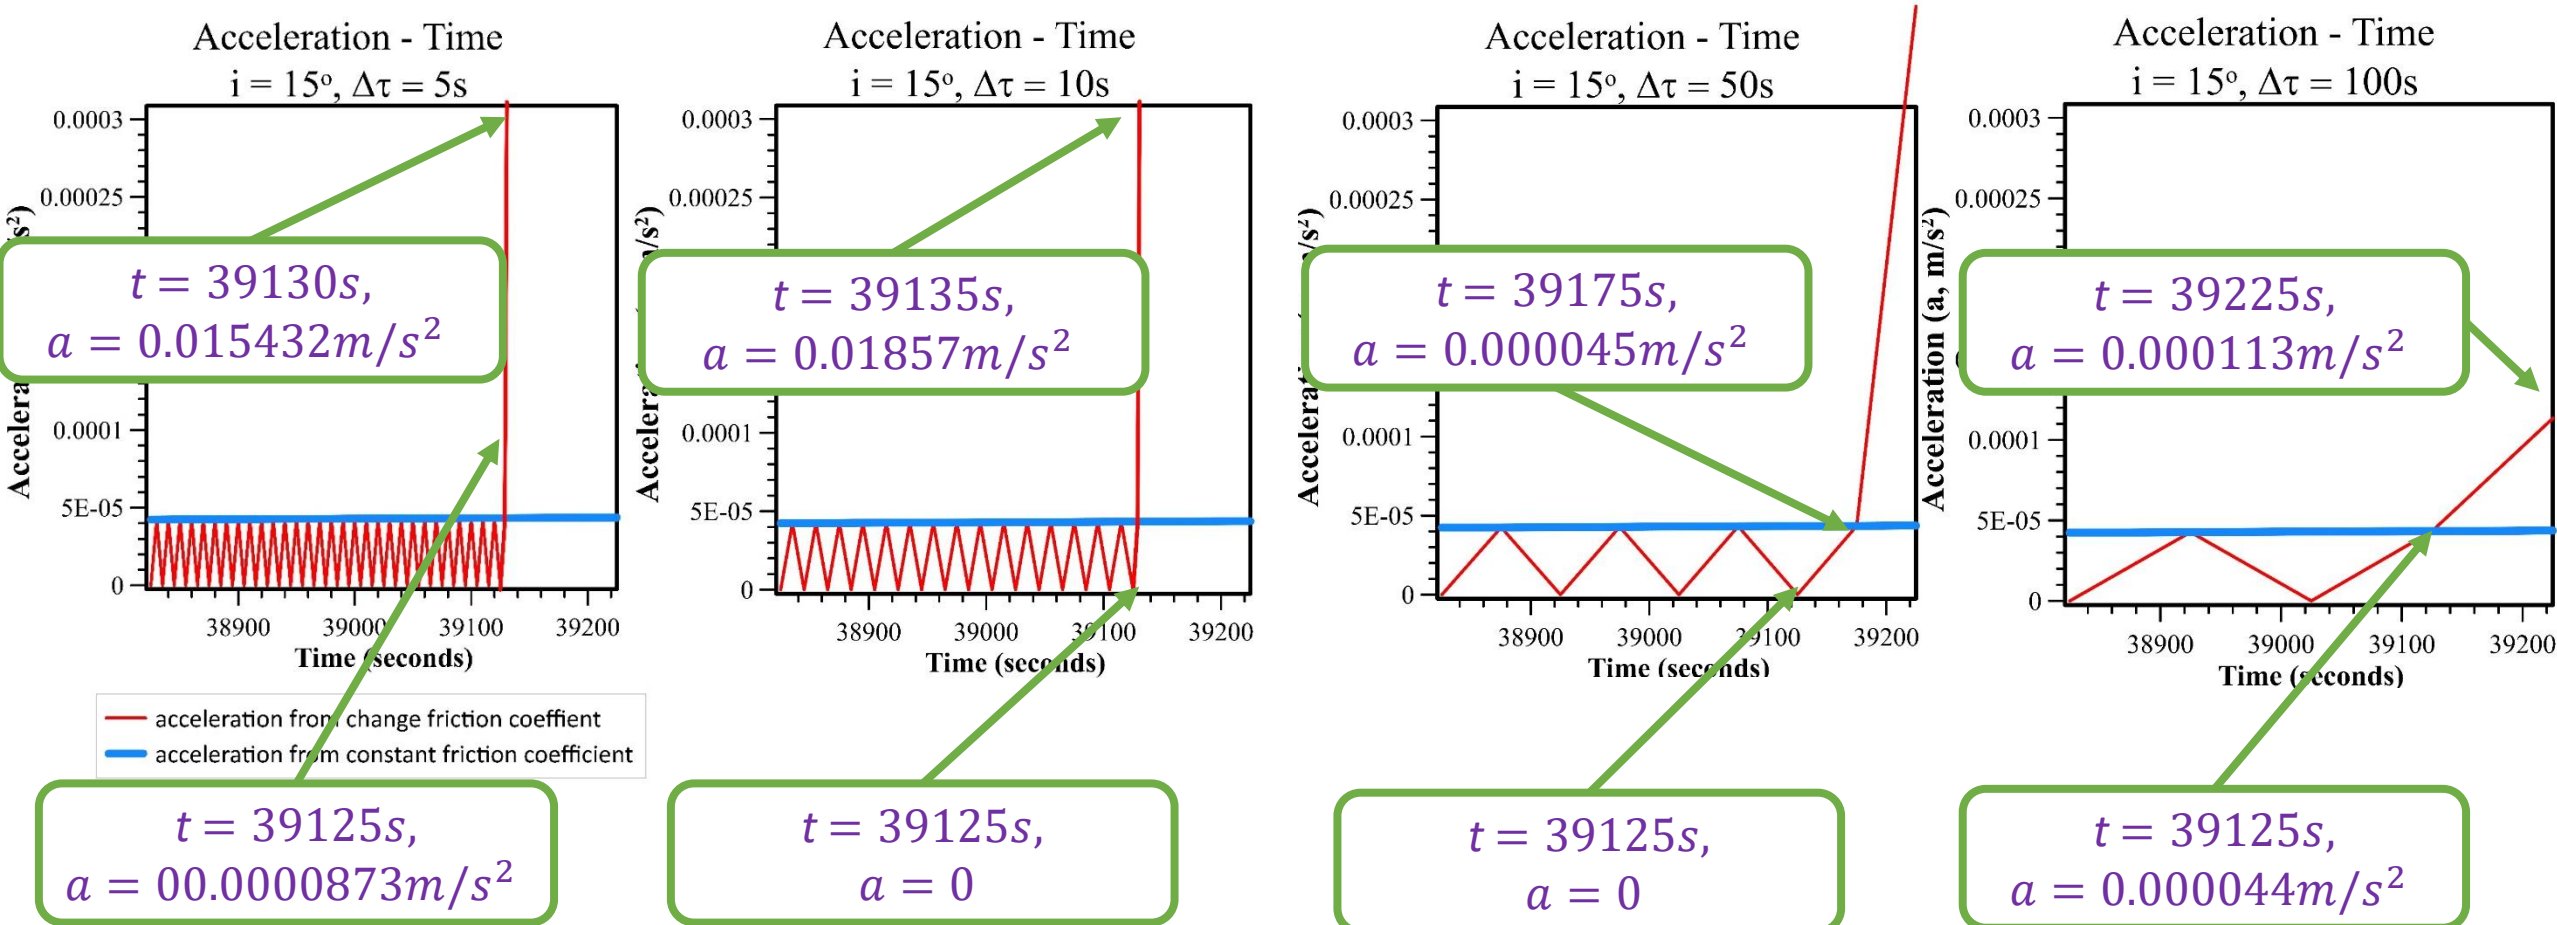 Acceleration - Time
i = 15°, Δτ = 5s
0.0003
0.00025
0.0001
5E-05
0
38900 39000 39100 39200
Time (seconds)
t = 39130s,
a = 0.015432m/s²
t = 39125s,
a = 00.0000873m/s²
acceleration from change friction coeffient
acceleration from constant friction coefficient
Acceleration - Time
i = 15°, Δτ = 10s
0.0003
0.00025
0.0001
5E-05
0
38900 39000 39100 39200
Time (seconds)
t = 39135s,
a = 0.01857m/s²
t = 39125s,
a = 0
Acceleration - Time
i = 15°, Δτ = 50s
0.0003
0.00025
0.0001
5E-05
0
38900 39000 39100 39200
Time (seconds)
t = 39175s,
a = 0.000045m/s²
t = 39125s,
a = 0
Acceleration - Time
i = 15°, Δτ = 100s
Acceleration (a, m/s²)
0.0003
0.00025
0.0001
5E-05
0
38900 39000 39100 39200
Time (seconds)
t = 39225s,
a = 0.000113m/s²
t = 39125s,
a = 0.000044m/s²